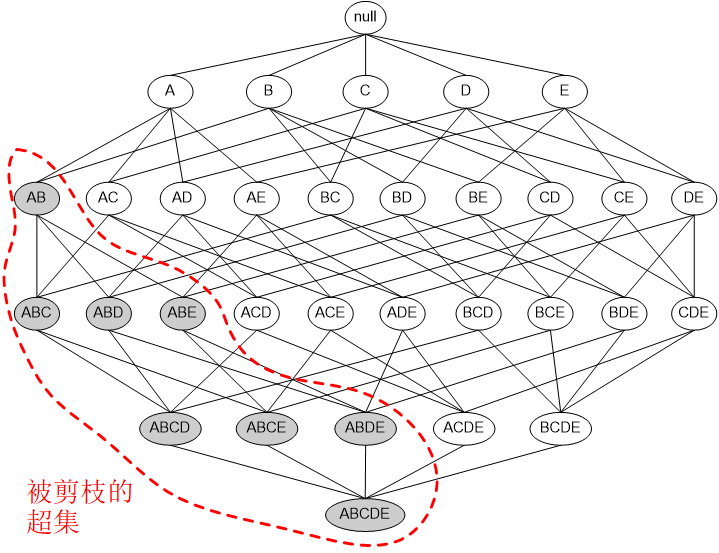 null
A B C D E
AB AC AD AE BC BD BE CD CE DE
ABC ABD ABE ACD ACE ADE BCD BCE BDE CDE
ABCD ABCE ABDE ACDE BCDE
ABCDE
被剪枝的
超集